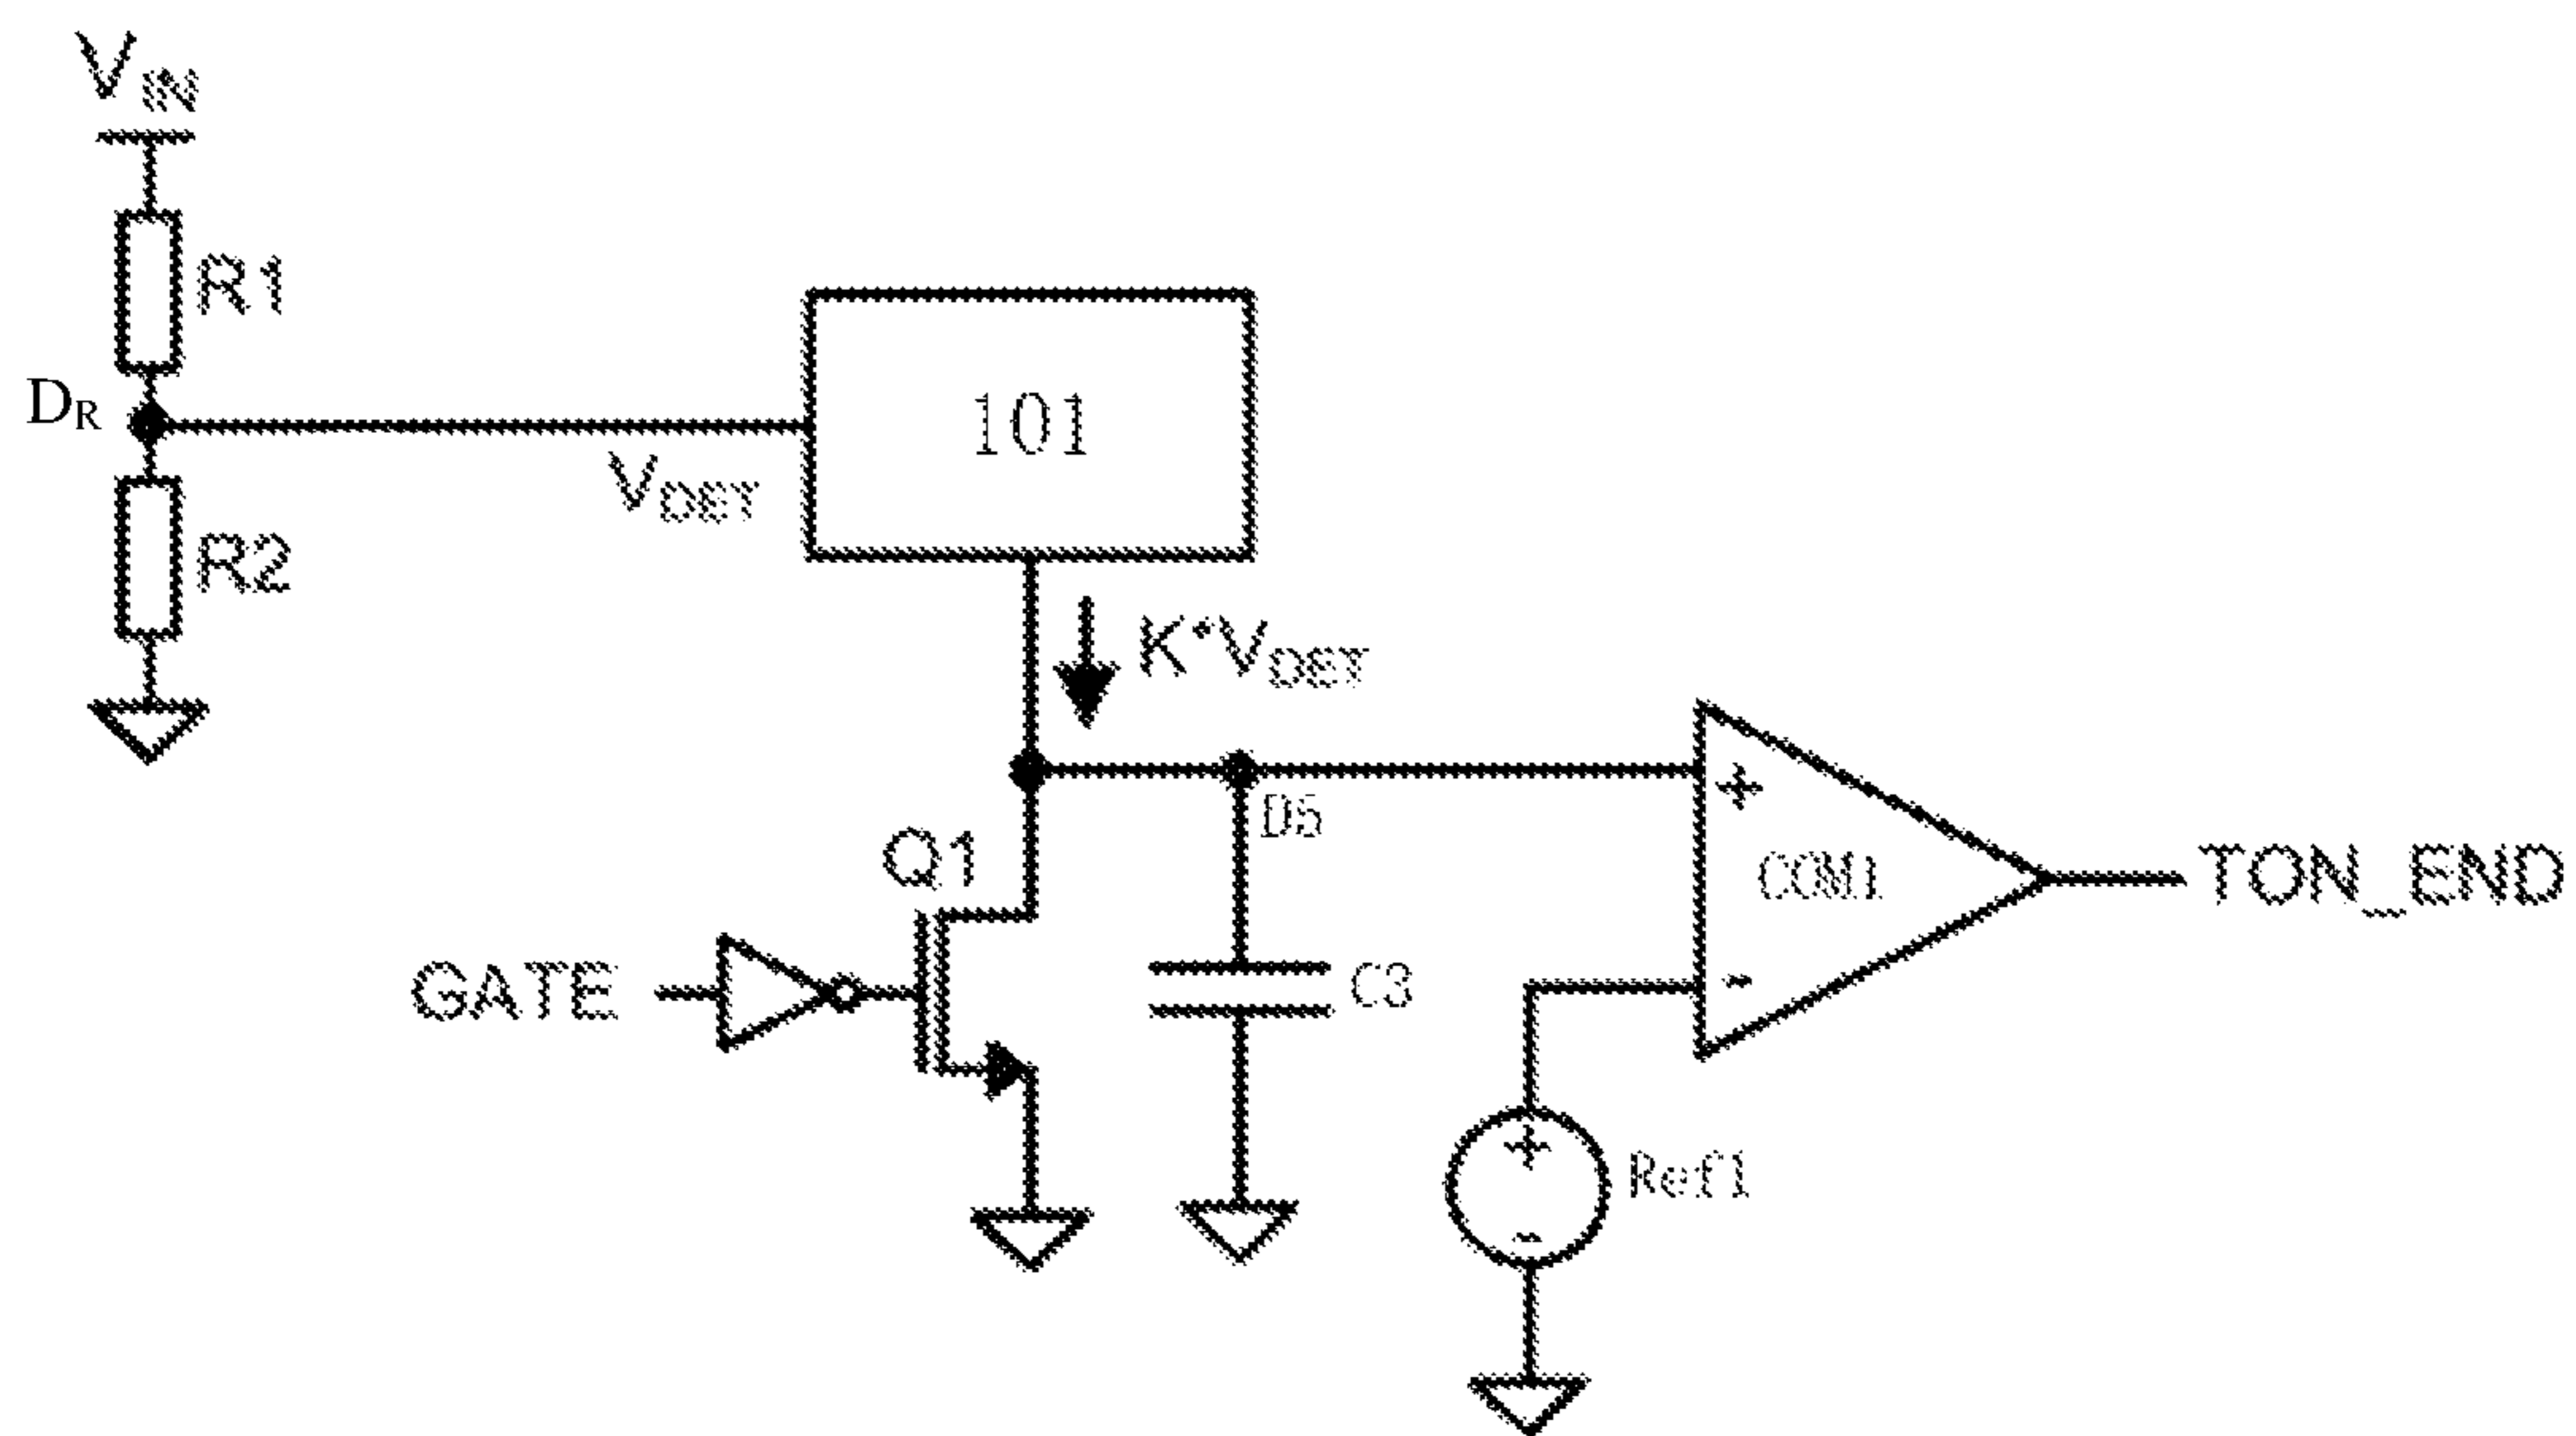 VIN
R1
DR
101
VDET
R2
K*VDET
D5
Q1
+
COM1
TON_END
GATE
C3
-
+
Ref1
-